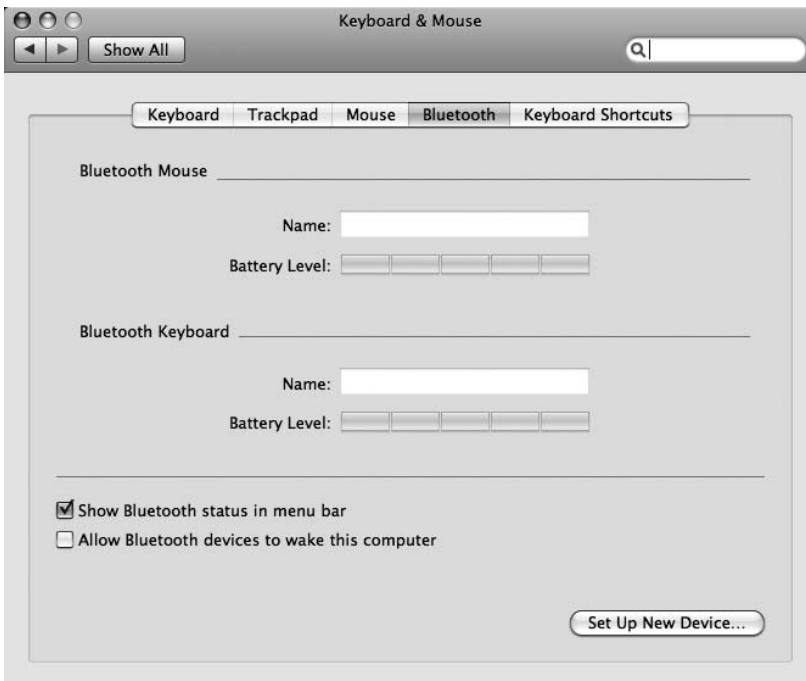 Keyboard & Mouse
Show All
Keyboard Trackpad Mouse Bluetooth Keyboard Shortcuts
Bluetooth Mouse
Name:
Battery Level:
Bluetooth Keyboard
Name:
Battery Level:
Show Bluetooth status in menu bar
Allow Bluetooth devices to wake this computer
Set Up New Device...